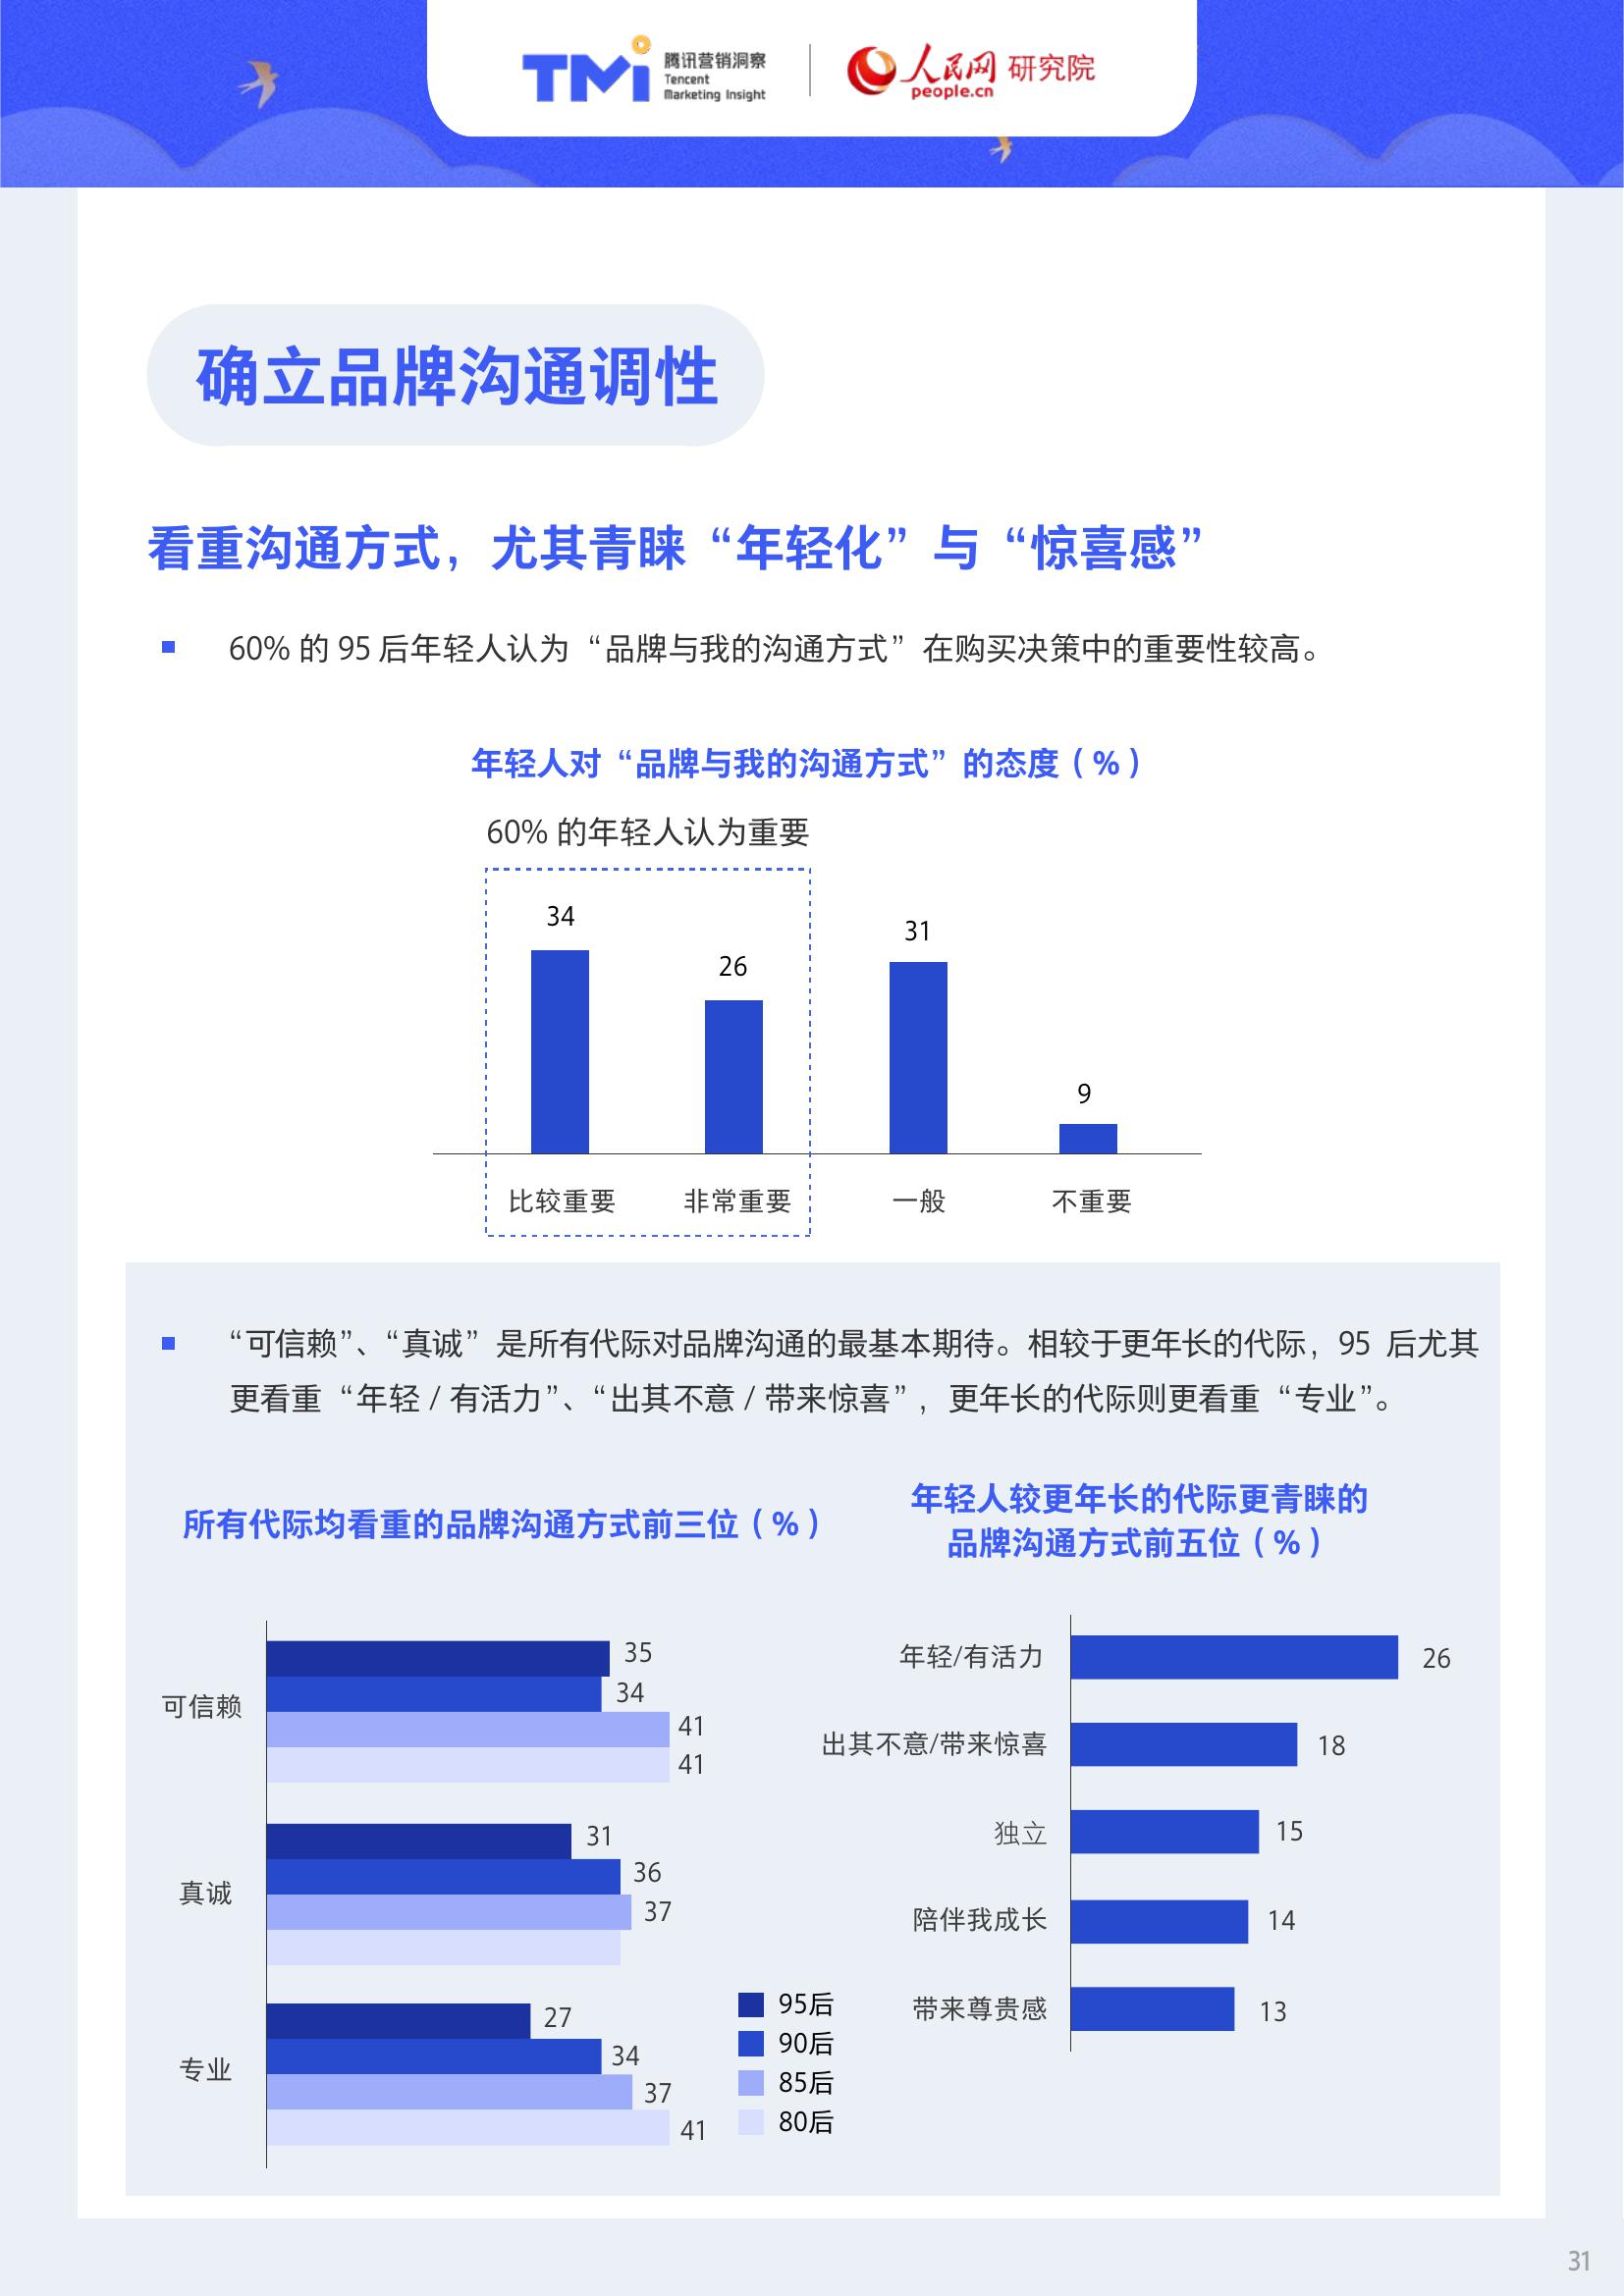 TMi 腾讯营销洞察
Tencent
Marketing Insight
人民网 研究院
people.cn
确立品牌沟通调性
看重沟通方式，尤其青睐“年轻化”与“惊喜感”
60% 的 95 后年轻人认为“品牌与我的沟通方式”在购买决策中的重要性较高。
年轻人对“品牌与我的沟通方式”的态度（%）
60% 的年轻人认为重要
34
26
31
9
比较重要
非常重要
一般
不重要
“可信赖”、“真诚”是所有代际对品牌沟通的最基本期待。相较于更年长的代际，95 后尤其
更看重“年轻 / 有活力”、“出其不意 / 带来惊喜”，更年长的代际则更看重“专业”。
所有代际均看重的品牌沟通方式前三位（%）
可信赖
35
34
41
41
真诚
31
36
37
专业
27
34
37
41
95后
90后
85后
80后
年轻人较更年长的代际更青睐的
品牌沟通方式前五位（%）
年轻/有活力 26
出其不意/带来惊喜 18
独立 15
陪伴我成长 14
带来尊贵感 13
31